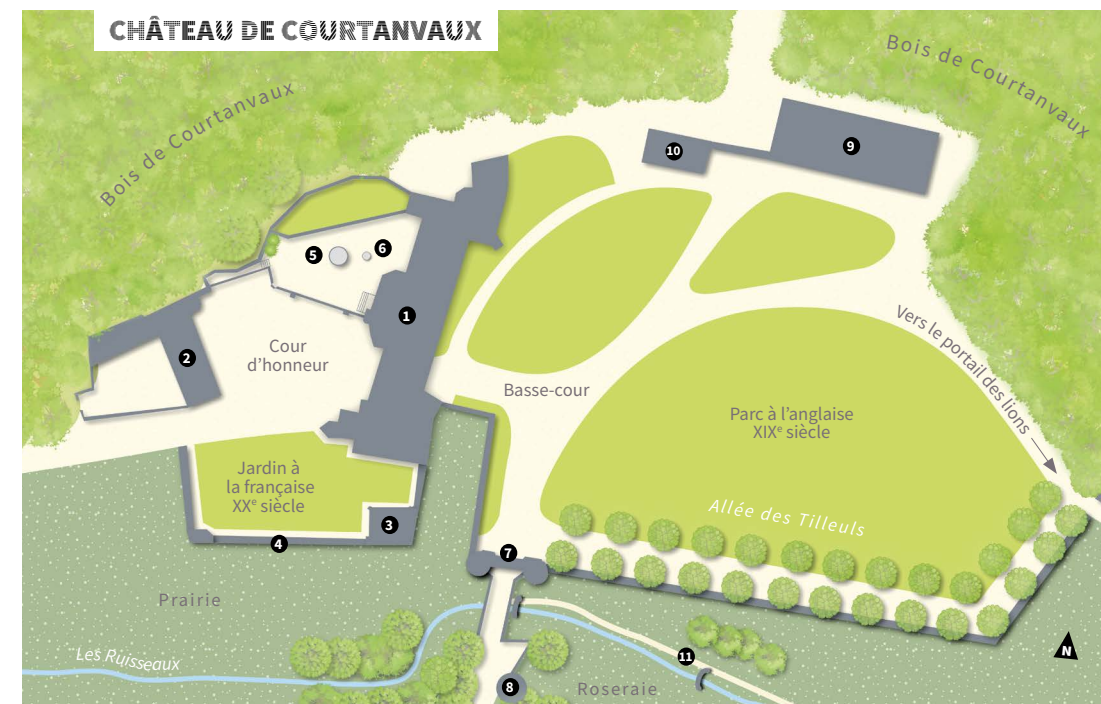 CHÂTEAU DE COURTANVAUX
Bois de Courtanvaux
Bois de Courtanvaux
10
9
5
6
1
2
Cour
d’honneur
Vers le portail des lions
Basse-cour
Parc à l’anglaise
XIXe siècle
Jardin à
la française
XXe siècle
3
4
Allée des Tilleuls
7
Prairie
Les Ruisseaux
11
N
8
Roseraie